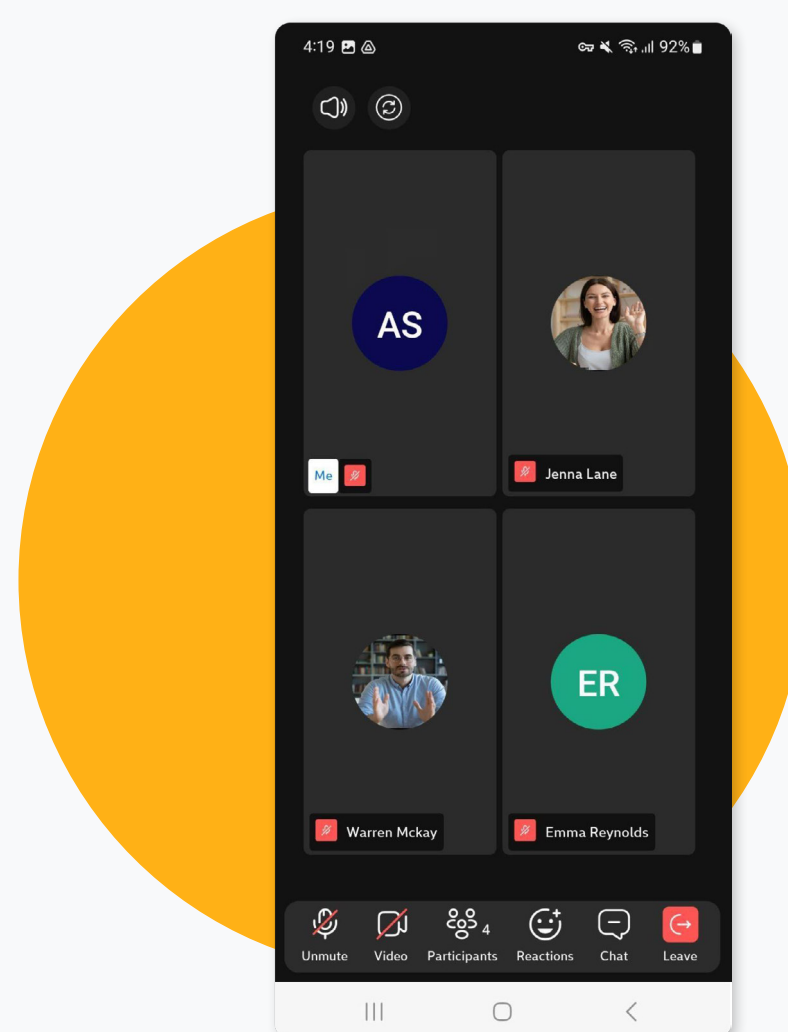 4:19 92%
AS
Me
Jenna Lane
Warren Mckay
ER
Emma Reynolds
4
Unmute Video Participants Reactions Chat Leave